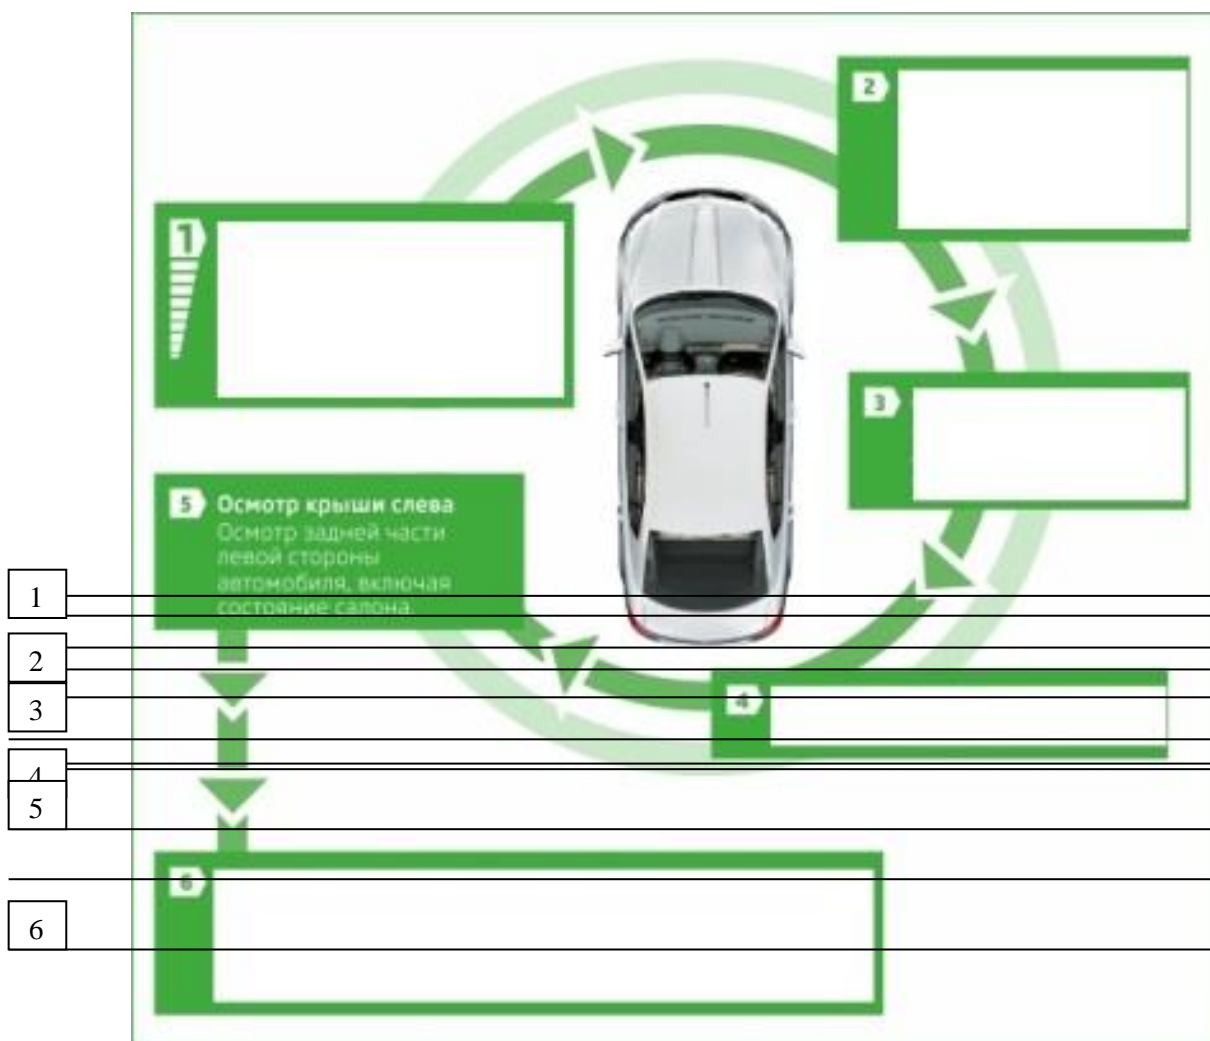 2
1
3
5 Осмотр крыши слева
Осмотр задней части
левой стороны
автомобиля, включая
состояние салона
1
2
3
4
4
5
6
6